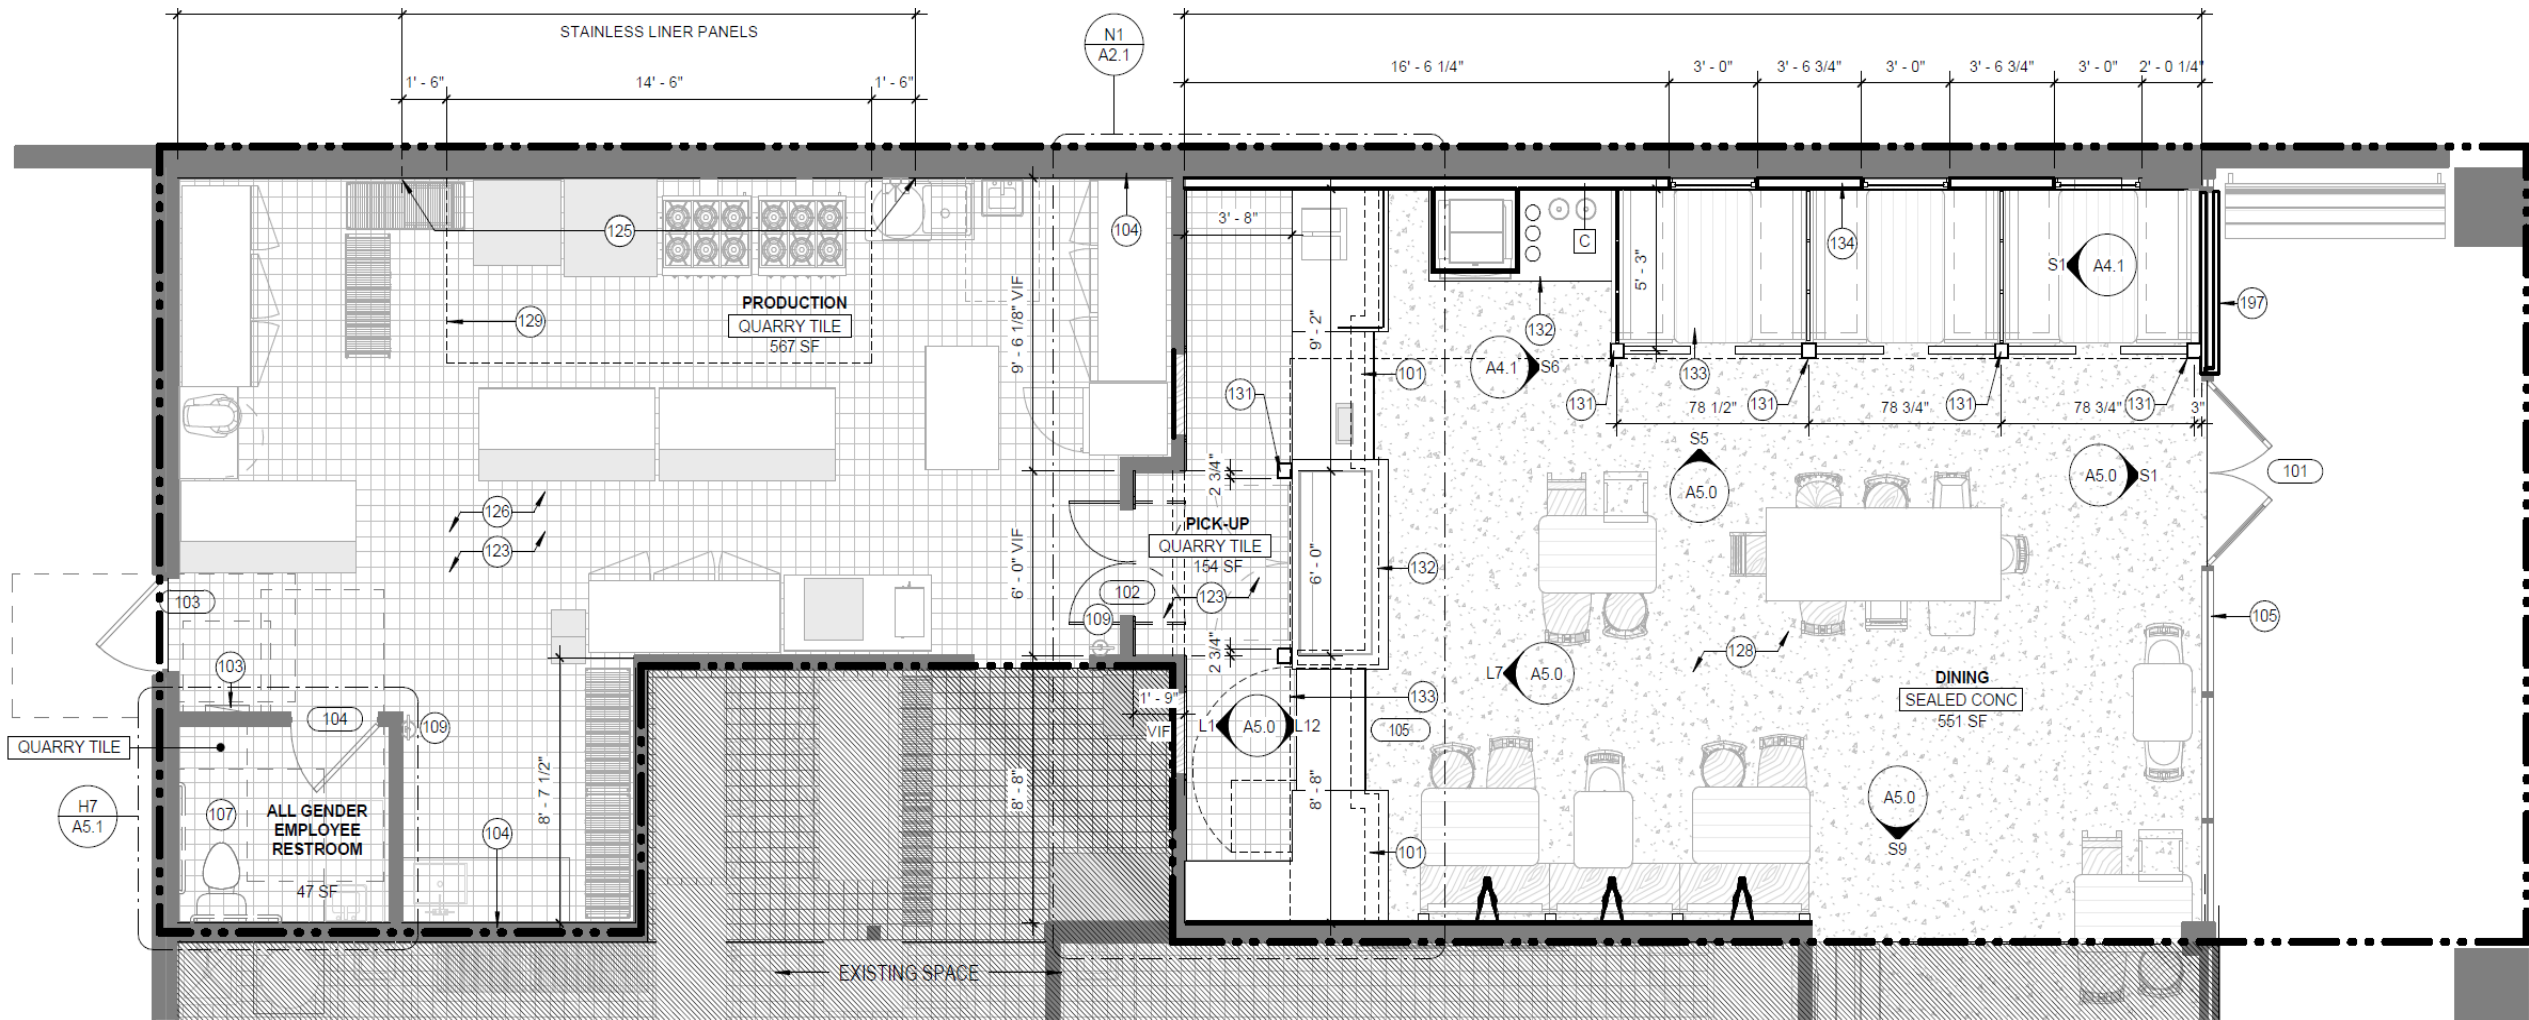 STAINLESS LINER PANELS
N1
A2.1
1' - 6"
14' - 6"
1' - 6"
16' - 6 1/4"
3' - 0"
3' - 6 3/4"
3' - 0"
3' - 6 3/4"
3' - 0"
2' - 0 1/4"
125
104
3' - 8"
C
134
S1
A4.1
5' - 3"
197
PRODUCTION
QUARRY TILE
567 SF
129
9' - 6 1/8" VIF
9' - 2"
132
A4.1
S6
101
133
131
131
131
131
131
78 1/2"
78 3/4"
78 3/4"
3"
S5
A5.0
A5.0
S1
101
2 3/4"
126
123
PICK-UP
QUARRY TILE
154 SF
6' - 0" VIF
6' - 0"
132
102
123
109
103
105
2 3/4"
128
103
L7
A5.0
DINING
SEALED CONC
551 SF
1' - 9"
VIF
133
L1
A5.0
L12
105
104
109
QUARRY TILE
H7
A5.1
107
ALL GENDER
EMPLOYEE
RESTROOM
47 SF
104
8' - 7 1/2"
8' - 8"
8' - 8"
101
A5.0
S9
EXISTING SPACE